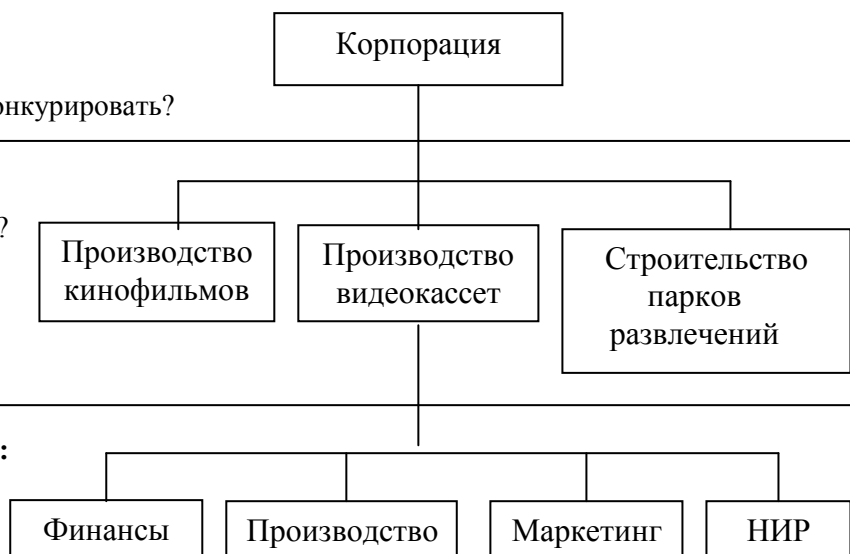 Корпорация
онкурировать?
?
Производство
кинофильмов
Производство
видеокассет
Строительство
парков
развлечений
:
Финансы
Производство
Маркетинг
НИР